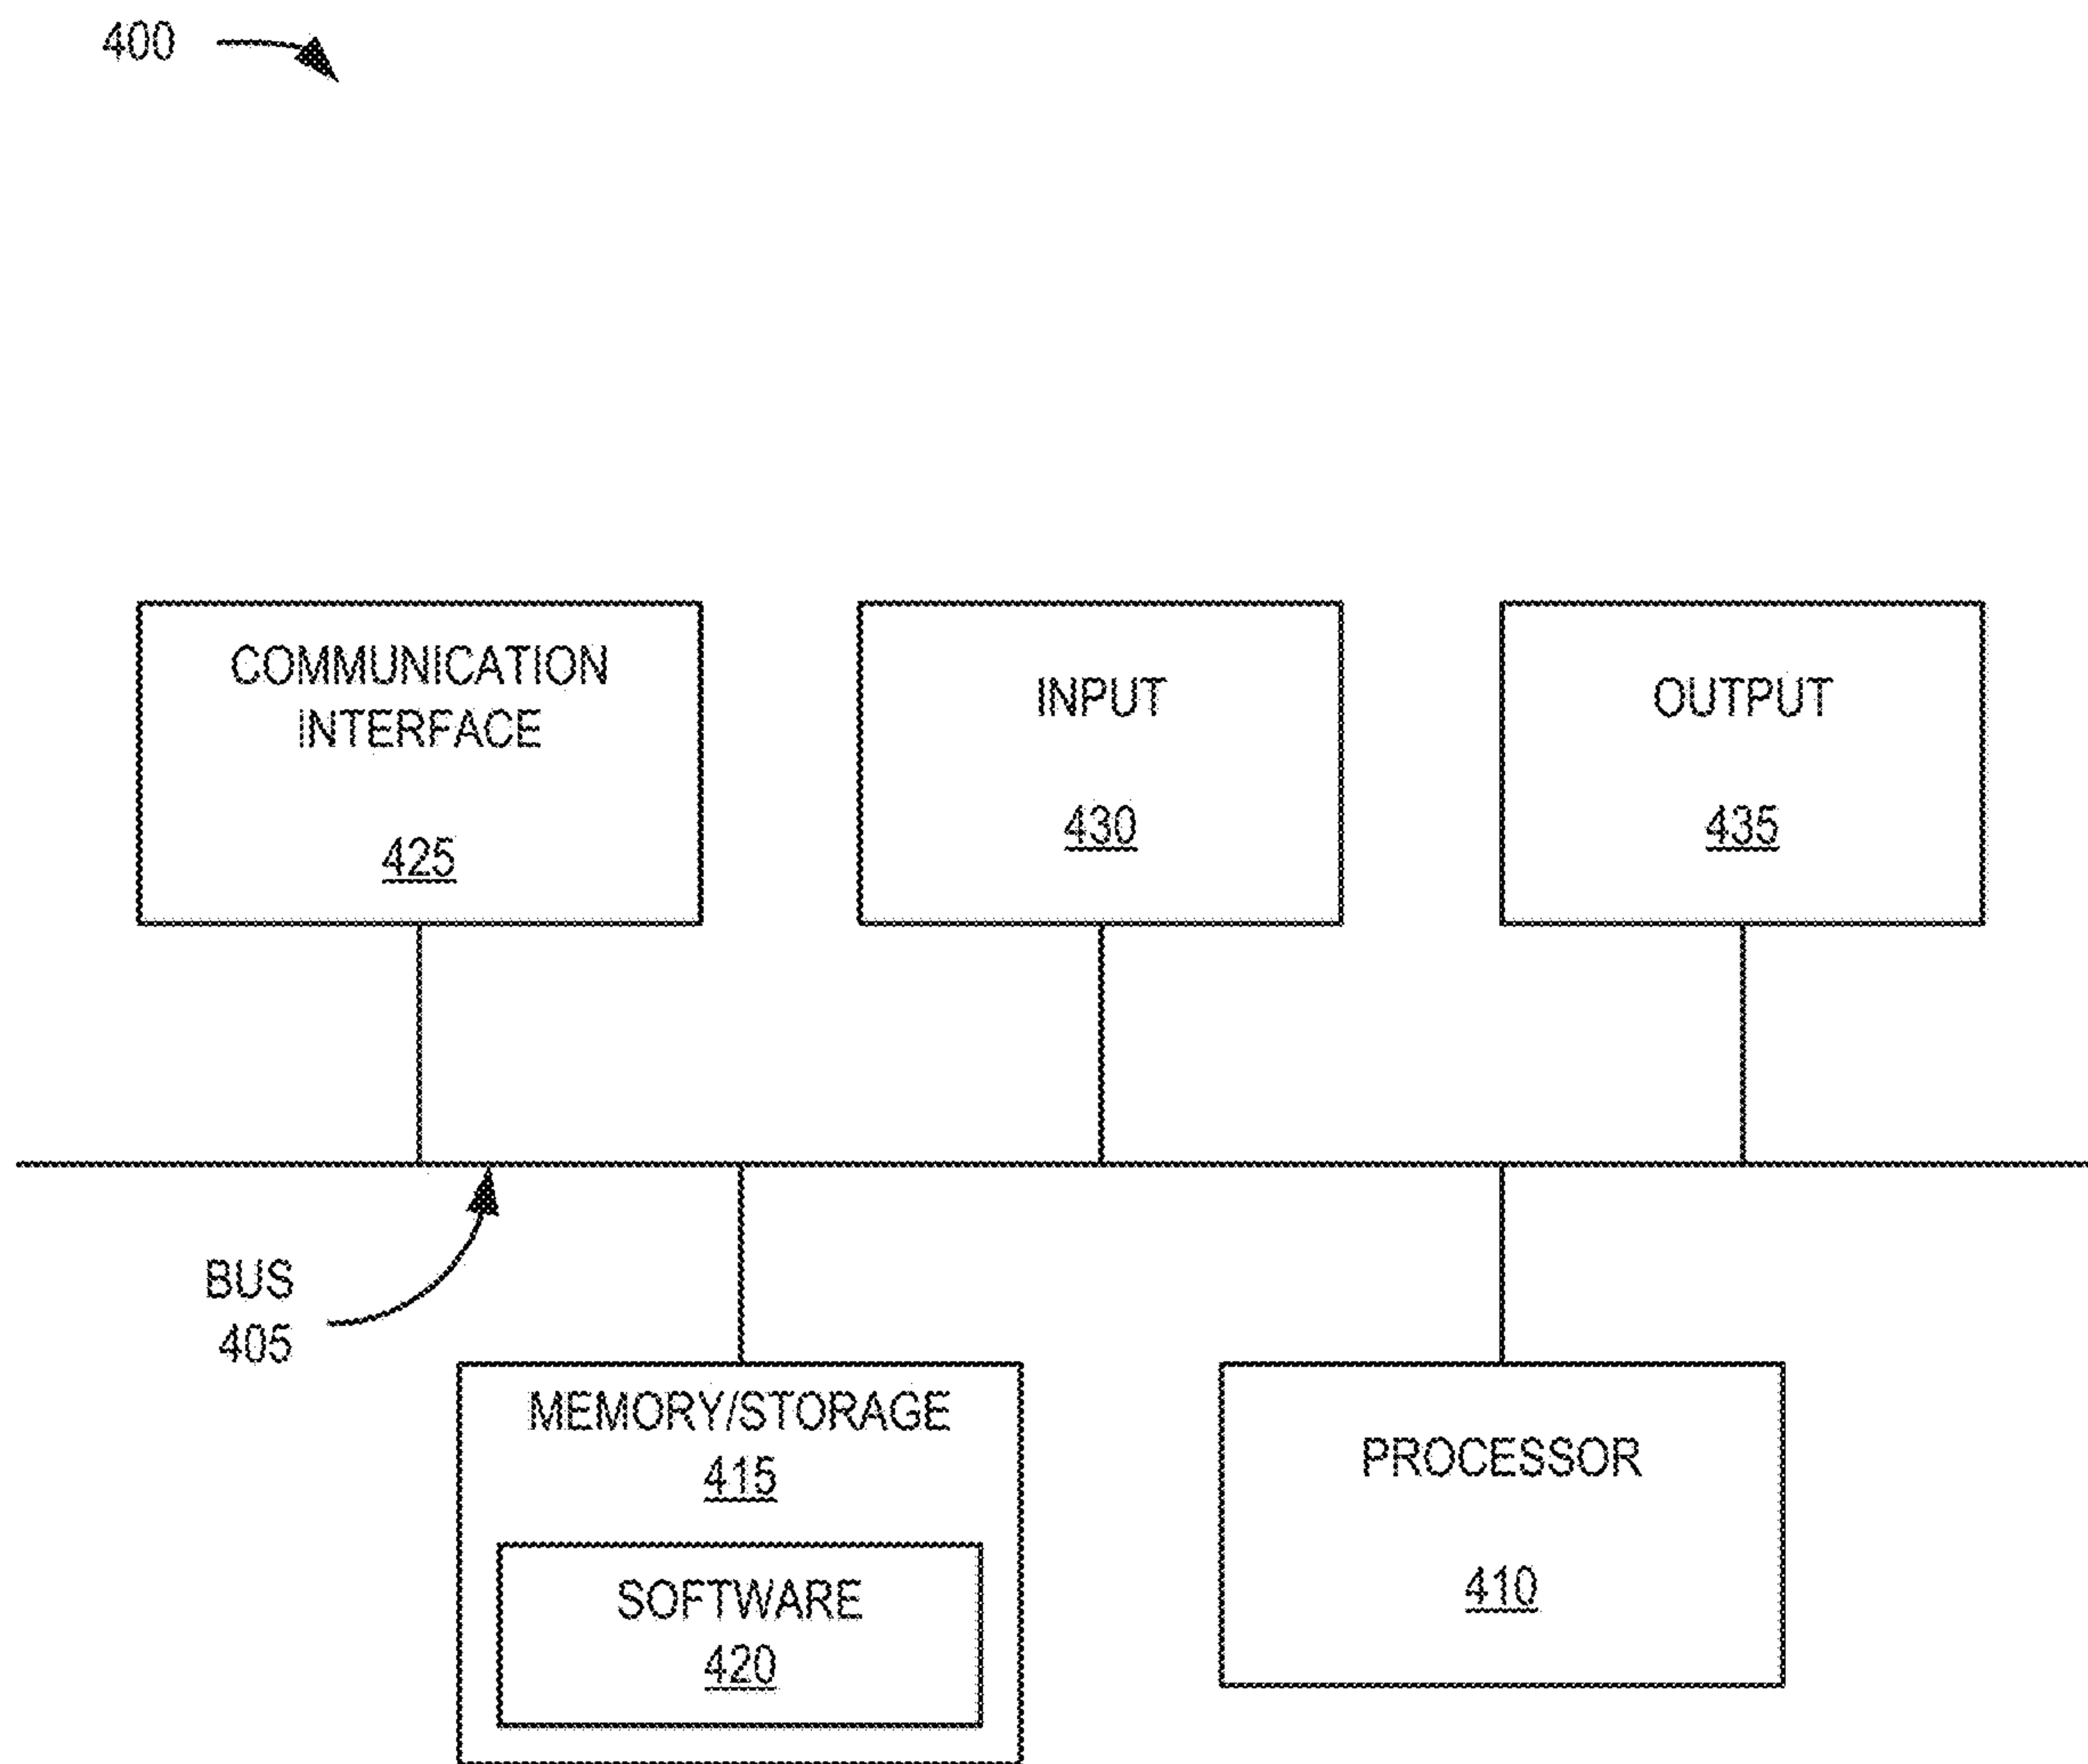 400
COMMUNICATION
INTERFACE
425
INPUT
430
OUTPUT
435
BUS
405
MEMORY/STORAGE
415
SOFTWARE
420
PROCESSOR
410